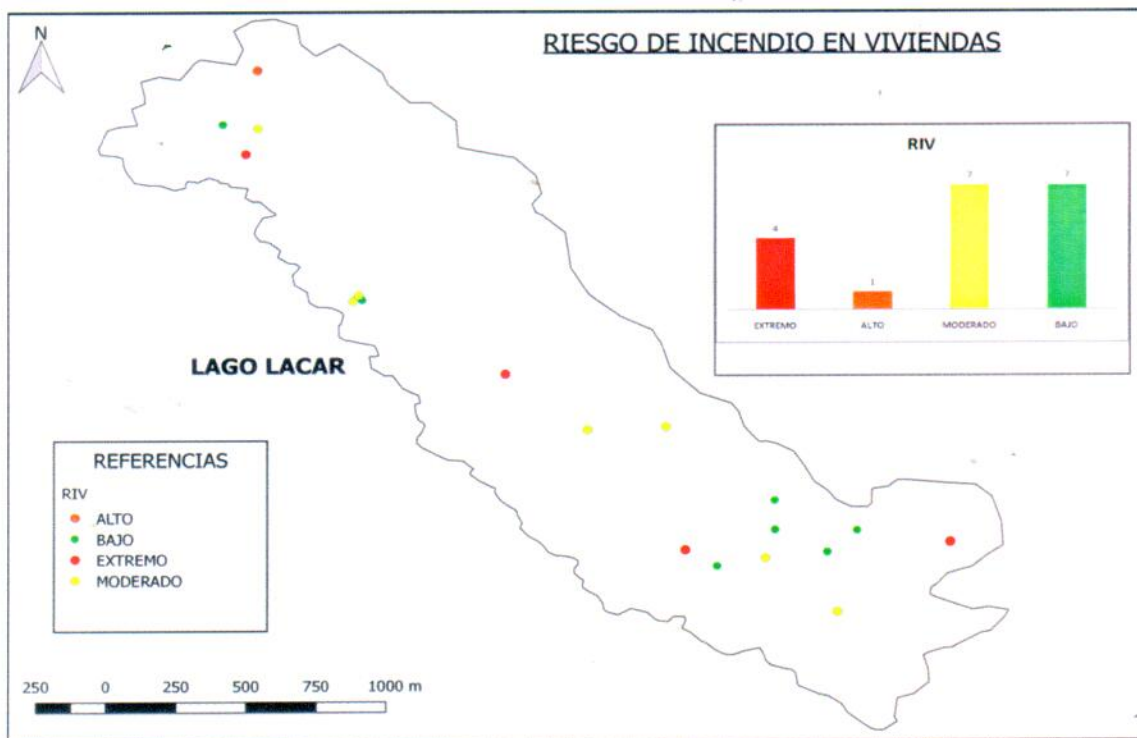 N
RIESGO DE INCENDIO EN VIVIENDAS
RIV
4
1
7
7
EXTREMO
ALTO
MODERADO
BAJO
LAGO LACAR
REFERENCIAS
RIV
ALTO
BAJO
EXTREMO
MODERADO
250 0 250 500 750 1000 m